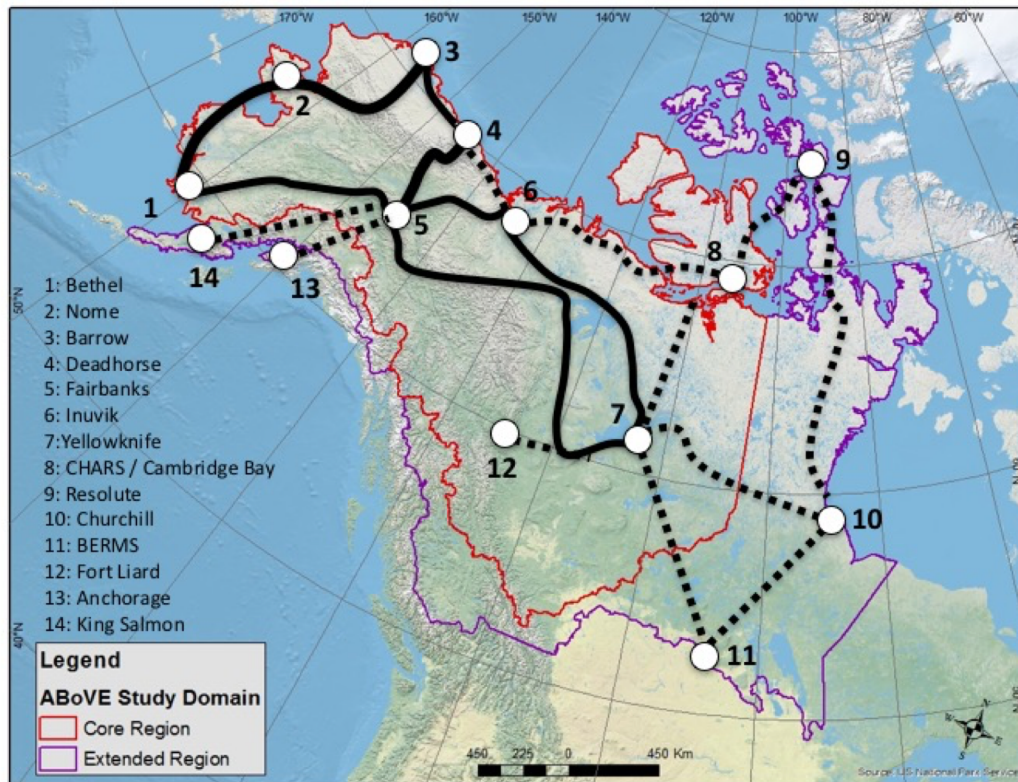 170°W
160°W
150°W
140°W
130°W
120°W
110°W
100°W
90°W
80°W
60°W
3
2
4
9
1
5
6
8
14
13
7
12
10
11
50°N
40°N
1: Bethel
2: Nome
3: Barrow
4: Deadhorse
5: Fairbanks
6: Inuvik
7:Yellowknife
8: CHARS / Cambridge Bay
9: Resolute
10: Churchill
11: BERMS
12: Fort Liard
13: Anchorage
14: King Salmon
Legend
ABoVE Study Domain
Core Region
Extended Region
450 225 0 450 Km
N
W E
S
Source: US National Park Service